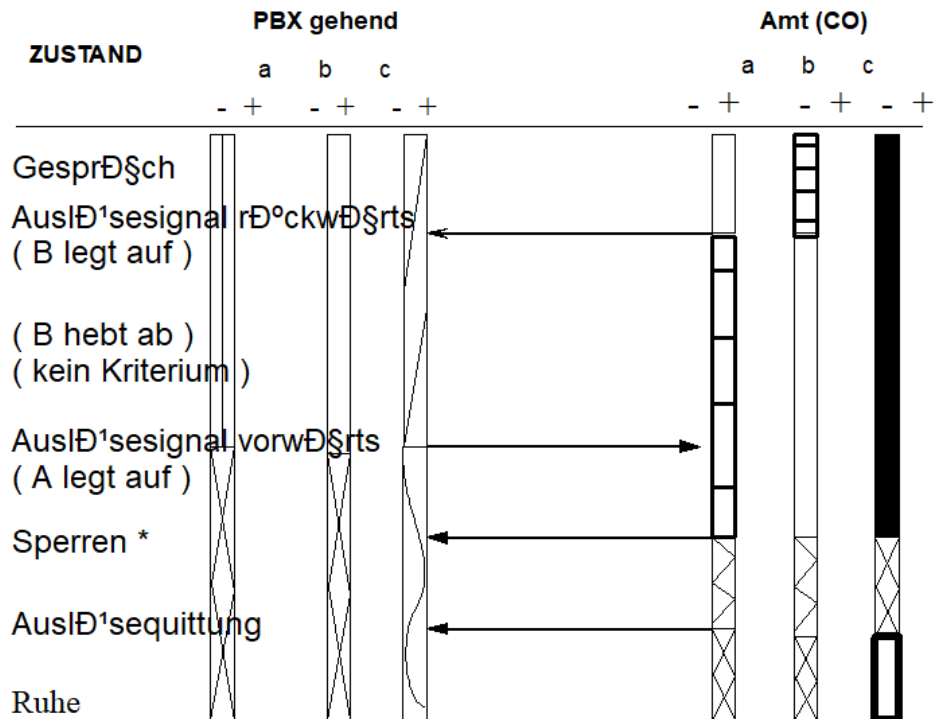 PBX gehend Amt (CO)
ZUSTAND
a b c a b c
- + - + - + - + - + - +
GesprÐ§ch
AuslÐ¹sesignal rÐºckwÐ§rts
( B legt auf )
( B hebt ab )
( kein Kriterium )
AuslÐ¹sesignal vorwÐ§rts
( A legt auf )
Sperren *
AuslÐ¹sequittung
Ruhe